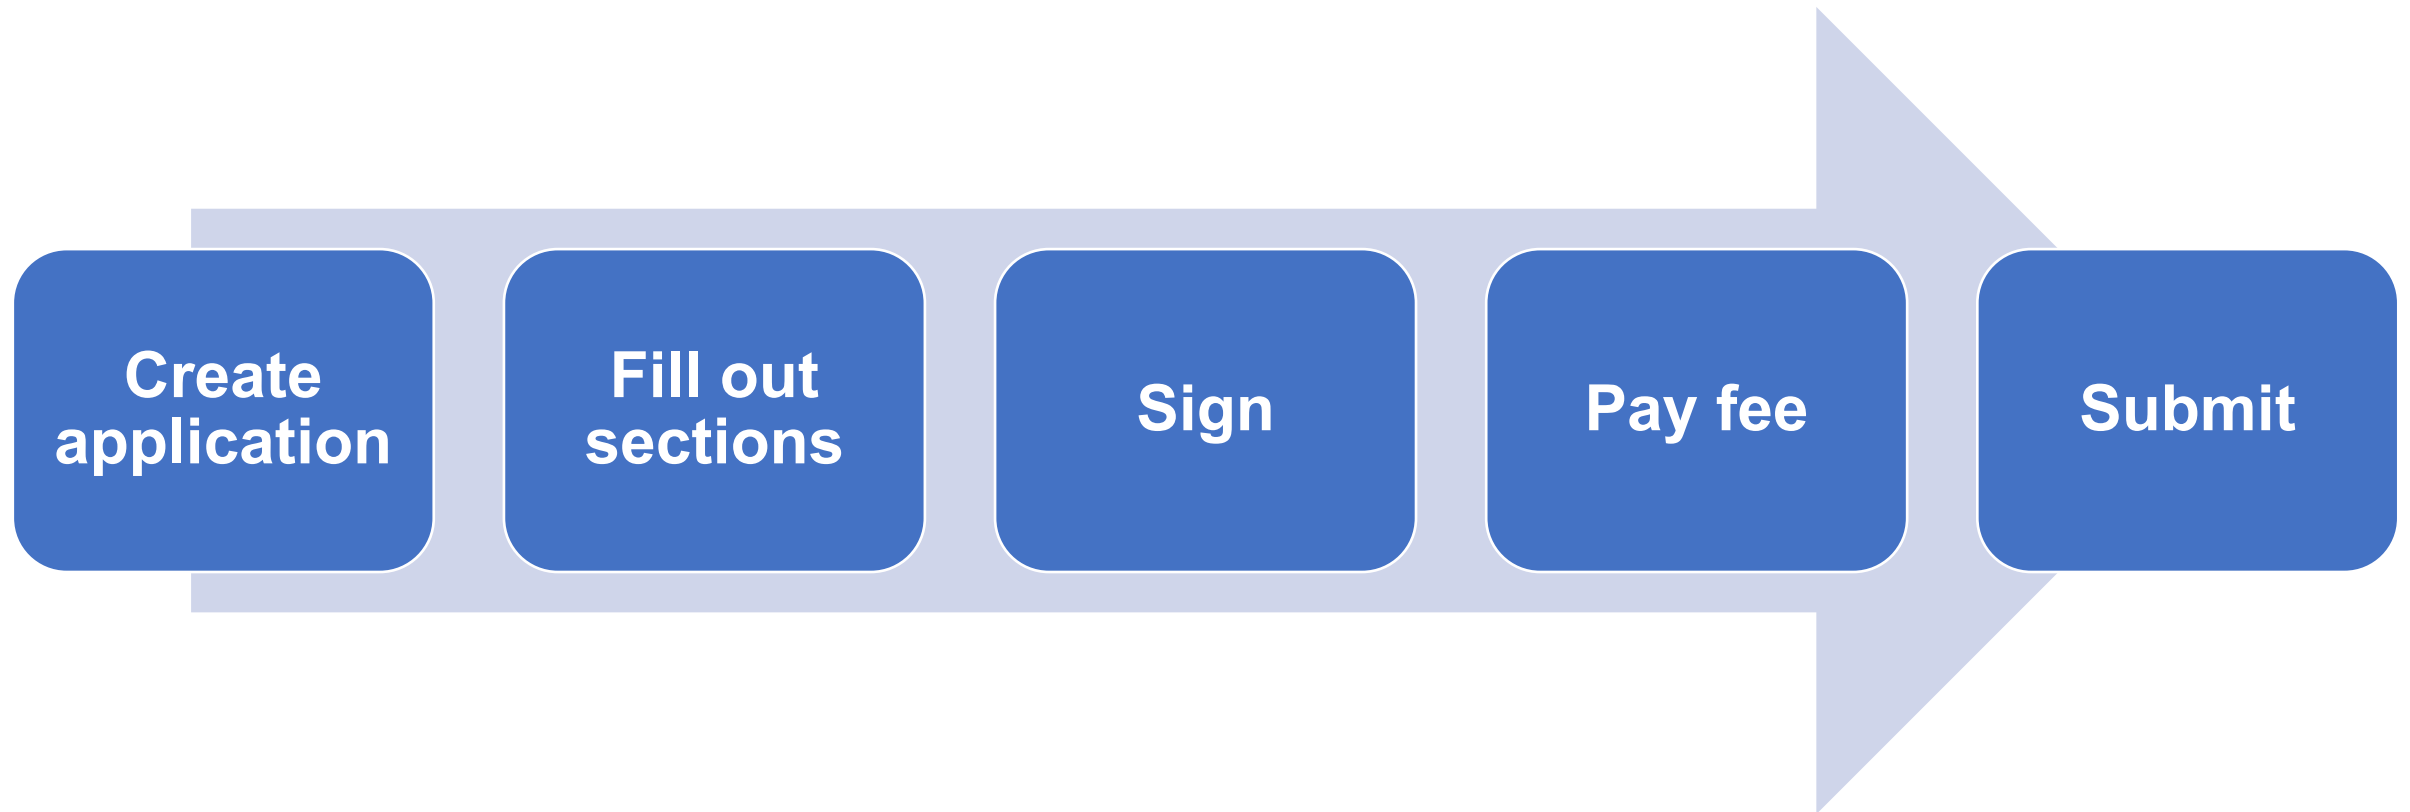 Create
application
Fill out
sections
Sign
Pay fee
Submit